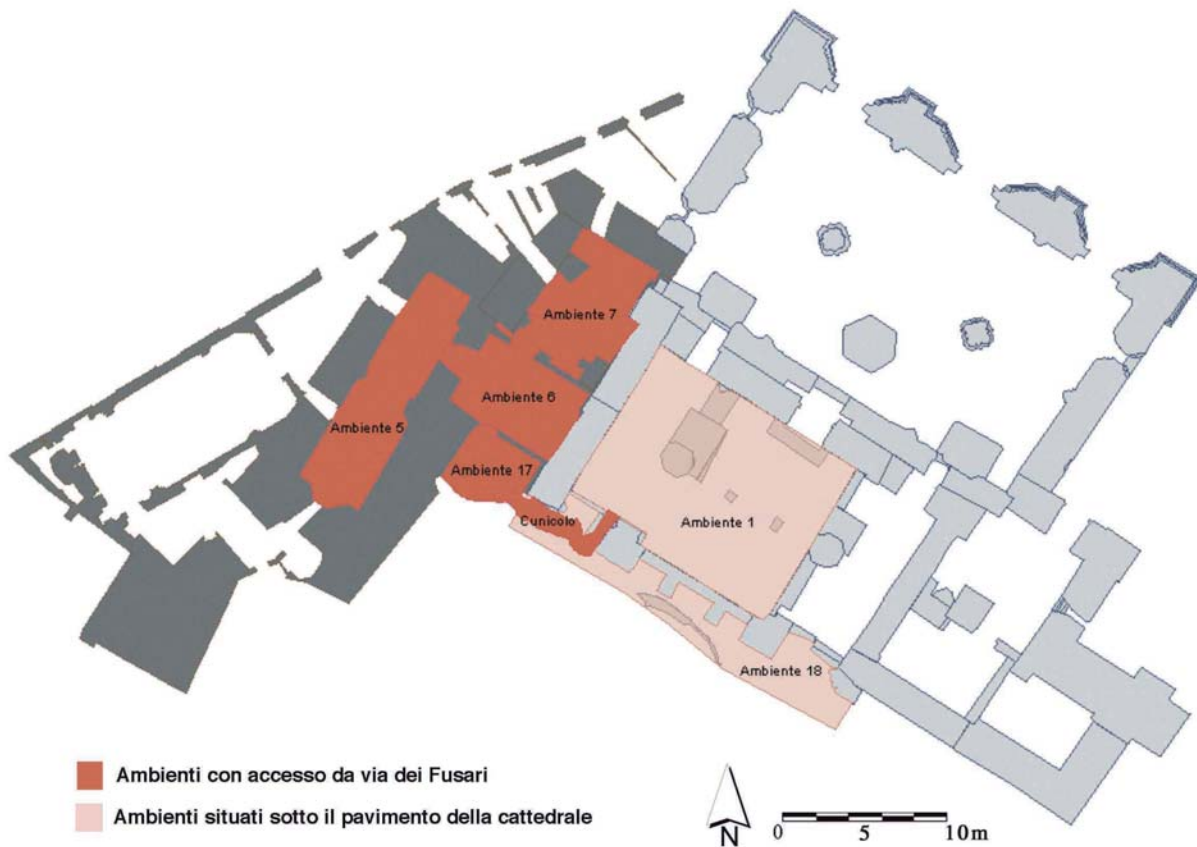 Ambiente 7
Ambiente 6
Ambiente 5
Ambiente 17
Cunicolo
Ambiente 1
Ambiente 18
Ambienti con accesso da via dei Fusari
Ambienti situati sotto il pavimento della cattedrale
N
0 5 10m